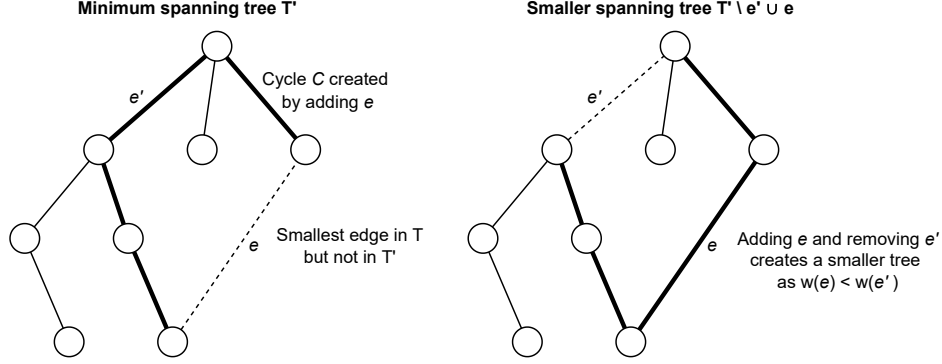 Minimum spanning tree T'
Smaller spanning tree T' \ e' ∪ e
e'
Cycle C created
by adding e
e'
e
Smallest edge in T
but not in T'
e
Adding e and removing e'
creates a smaller tree
as w(e) < w(e' )